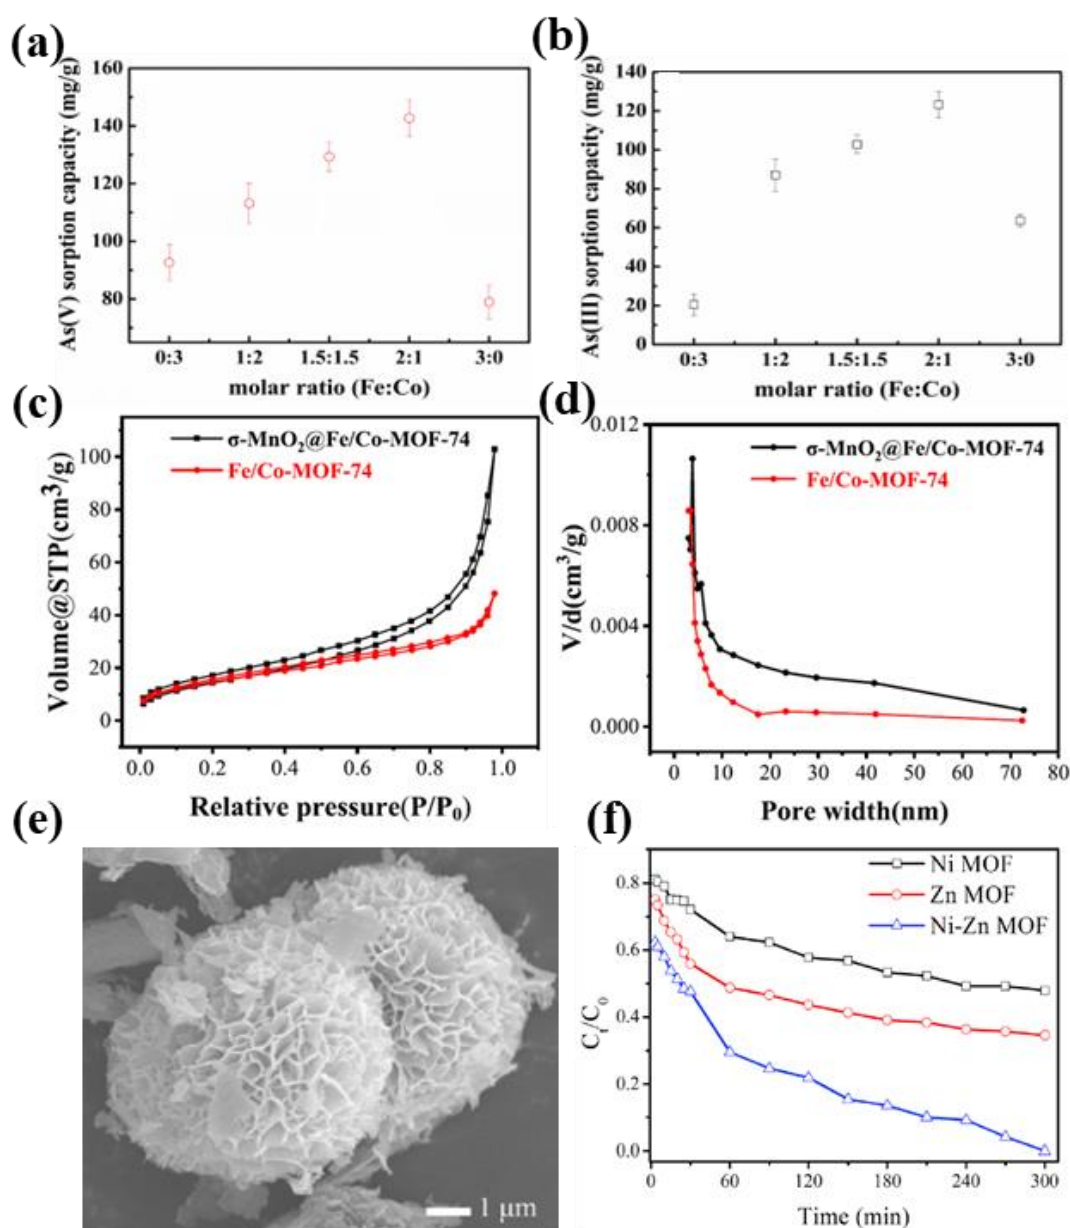 (a)
As(V) sorption capacity (mg/g)
160
140
120
100
80
0:3 1:2 1.5:1.5 2:1 3:0
molar ratio (Fe:Co)
(b)
As(III) sorption capacity (mg/g)
140
120
100
80
60
40
20
0
0:3 1:2 1.5:1.5 2:1 3:0
molar ratio (Fe:Co)
(c)
σ-MnO₂@Fe/Co-MOF-74
Fe/Co-MOF-74
Volume@STP(cm³/g)
100
80
60
40
20
0
0.0 0.2 0.4 0.6 0.8 1.0
Relative pressure(P/P₀)
(d)
σ-MnO₂@Fe/Co-MOF-74
Fe/Co-MOF-74
V/d(cm³/g)
0.012
0.008
0.004
0.000
0 10 20 30 40 50 60 70 80
Pore width(nm)
(e)
1 μm
(f)
Ni MOF
Zn MOF
Ni-Zn MOF
Cₜ/C₀
0.8
0.6
0.4
0.2
0.0
0 60 120 180 240 300
Time (min)